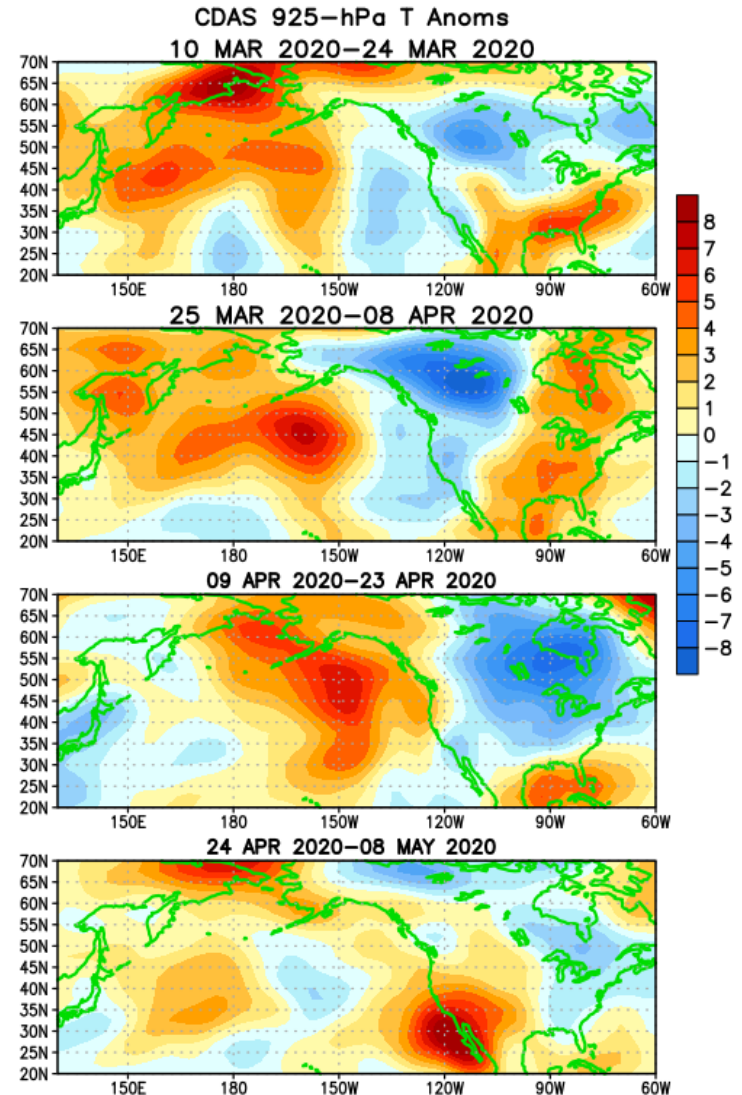 CDAS 925-hPa T Anoms
10 MAR 2020-24 MAR 2020
70N
65N
60N
55N
50N
45N
40N
35N
30N
25N
20N
150E 180 150W 120W 90W 60W
25 MAR 2020-08 APR 2020
70N
65N
60N
55N
50N
45N
40N
35N
30N
25N
20N
150E 180 150W 120W 90W 60W
09 APR 2020-23 APR 2020
70N
65N
60N
55N
50N
45N
40N
35N
30N
25N
20N
150E 180 150W 120W 90W 60W
24 APR 2020-08 MAY 2020
70N
65N
60N
55N
50N
45N
40N
35N
30N
25N
20N
150E 180 150W 120W 90W 60W
8
7
6
5
4
3
2
1
0
-1
-2
-3
-4
-5
-6
-7
-8